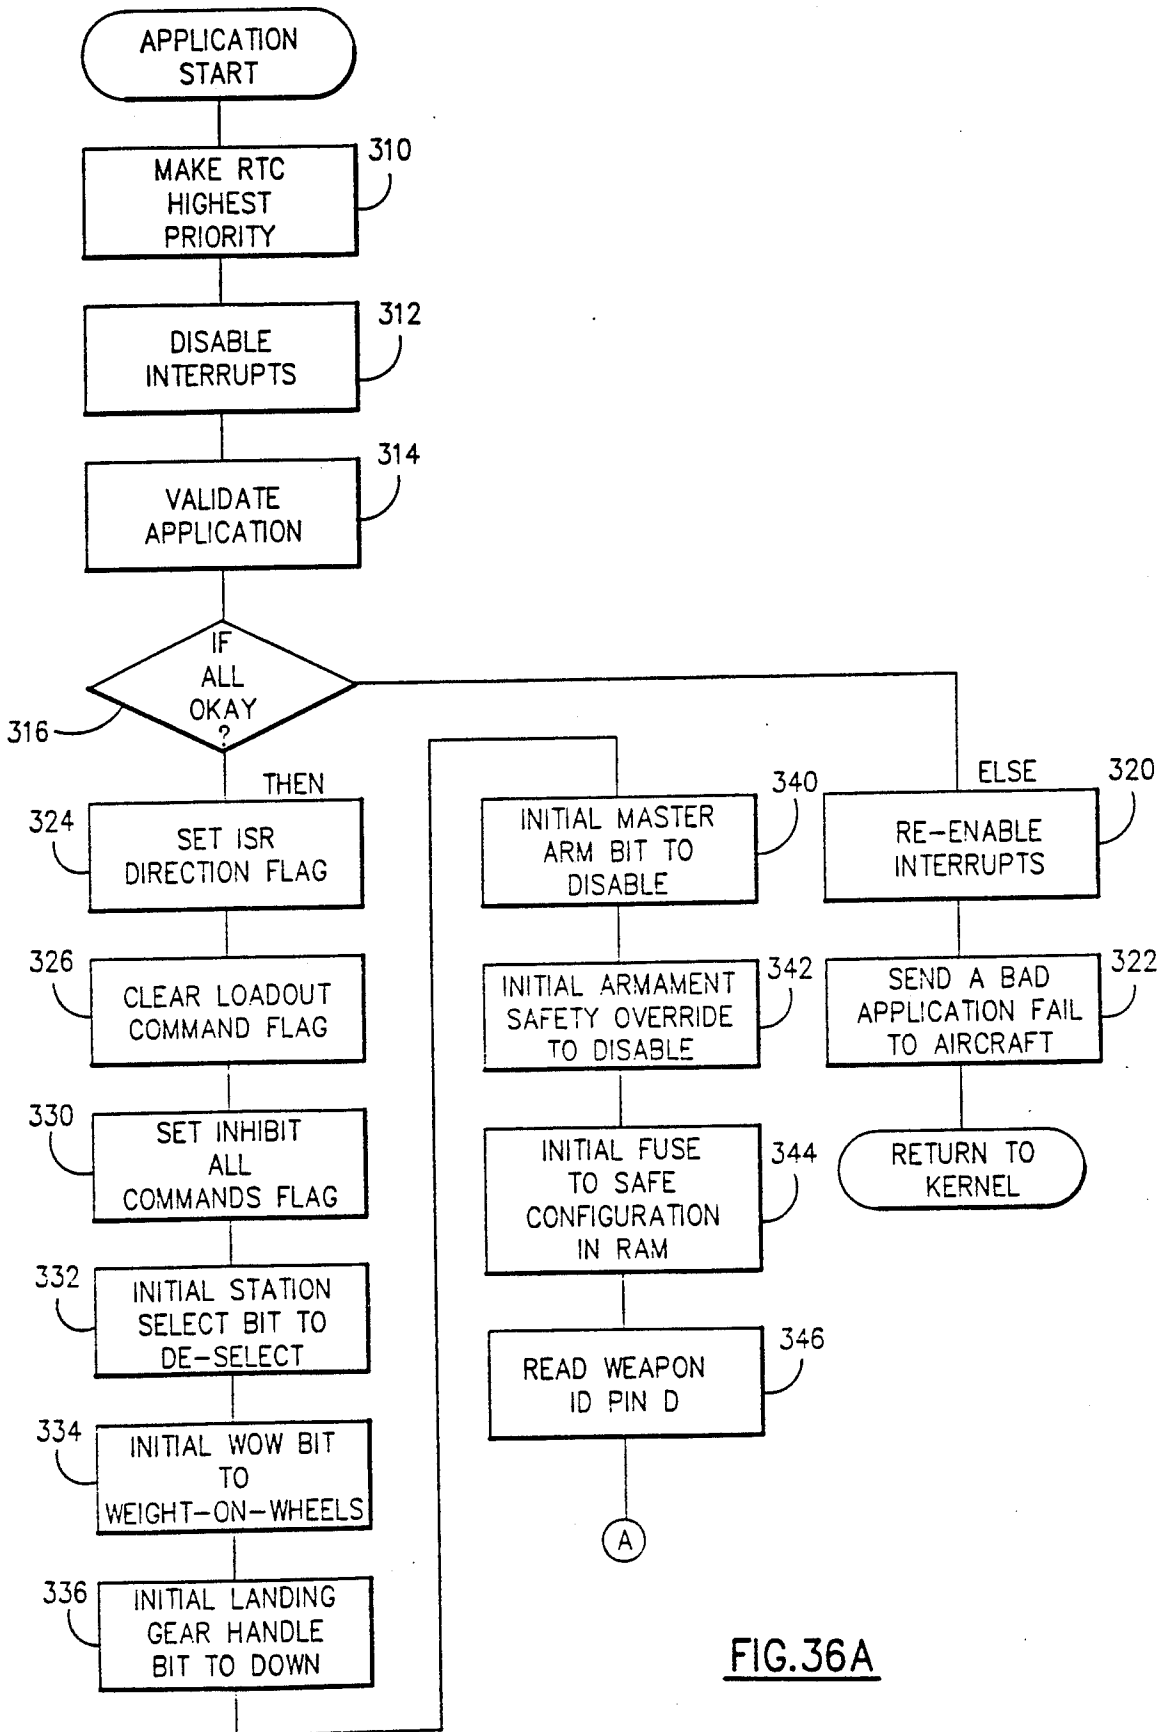 APPLICATION
START
310
MAKE RTC
HIGHEST
PRIORITY
312
DISABLE
INTERRUPTS
314
VALIDATE
APPLICATION
IF
ALL
OKAY
?
316
THEN
324
SET ISR
DIRECTION FLAG
326
CLEAR LOADOUT
COMMAND FLAG
330
SET INHIBIT
ALL
COMMANDS FLAG
332
INITIAL STATION
SELECT BIT TO
DE-SELECT
334
INITIAL WOW BIT
TO
WEIGHT-ON-WHEELS
336
INITIAL LANDING
GEAR HANDLE
BIT TO DOWN
340
INITIAL MASTER
ARM BIT TO
DISABLE
342
INITIAL ARMAMENT
SAFETY OVERRIDE
TO DISABLE
344
INITIAL FUSE
TO SAFE
CONFIGURATION
IN RAM
346
READ WEAPON
ID PIN D
A
ELSE
320
RE-ENABLE
INTERRUPTS
322
SEND A BAD
APPLICATION FAIL
TO AIRCRAFT
RETURN TO
KERNEL
FIG.36A